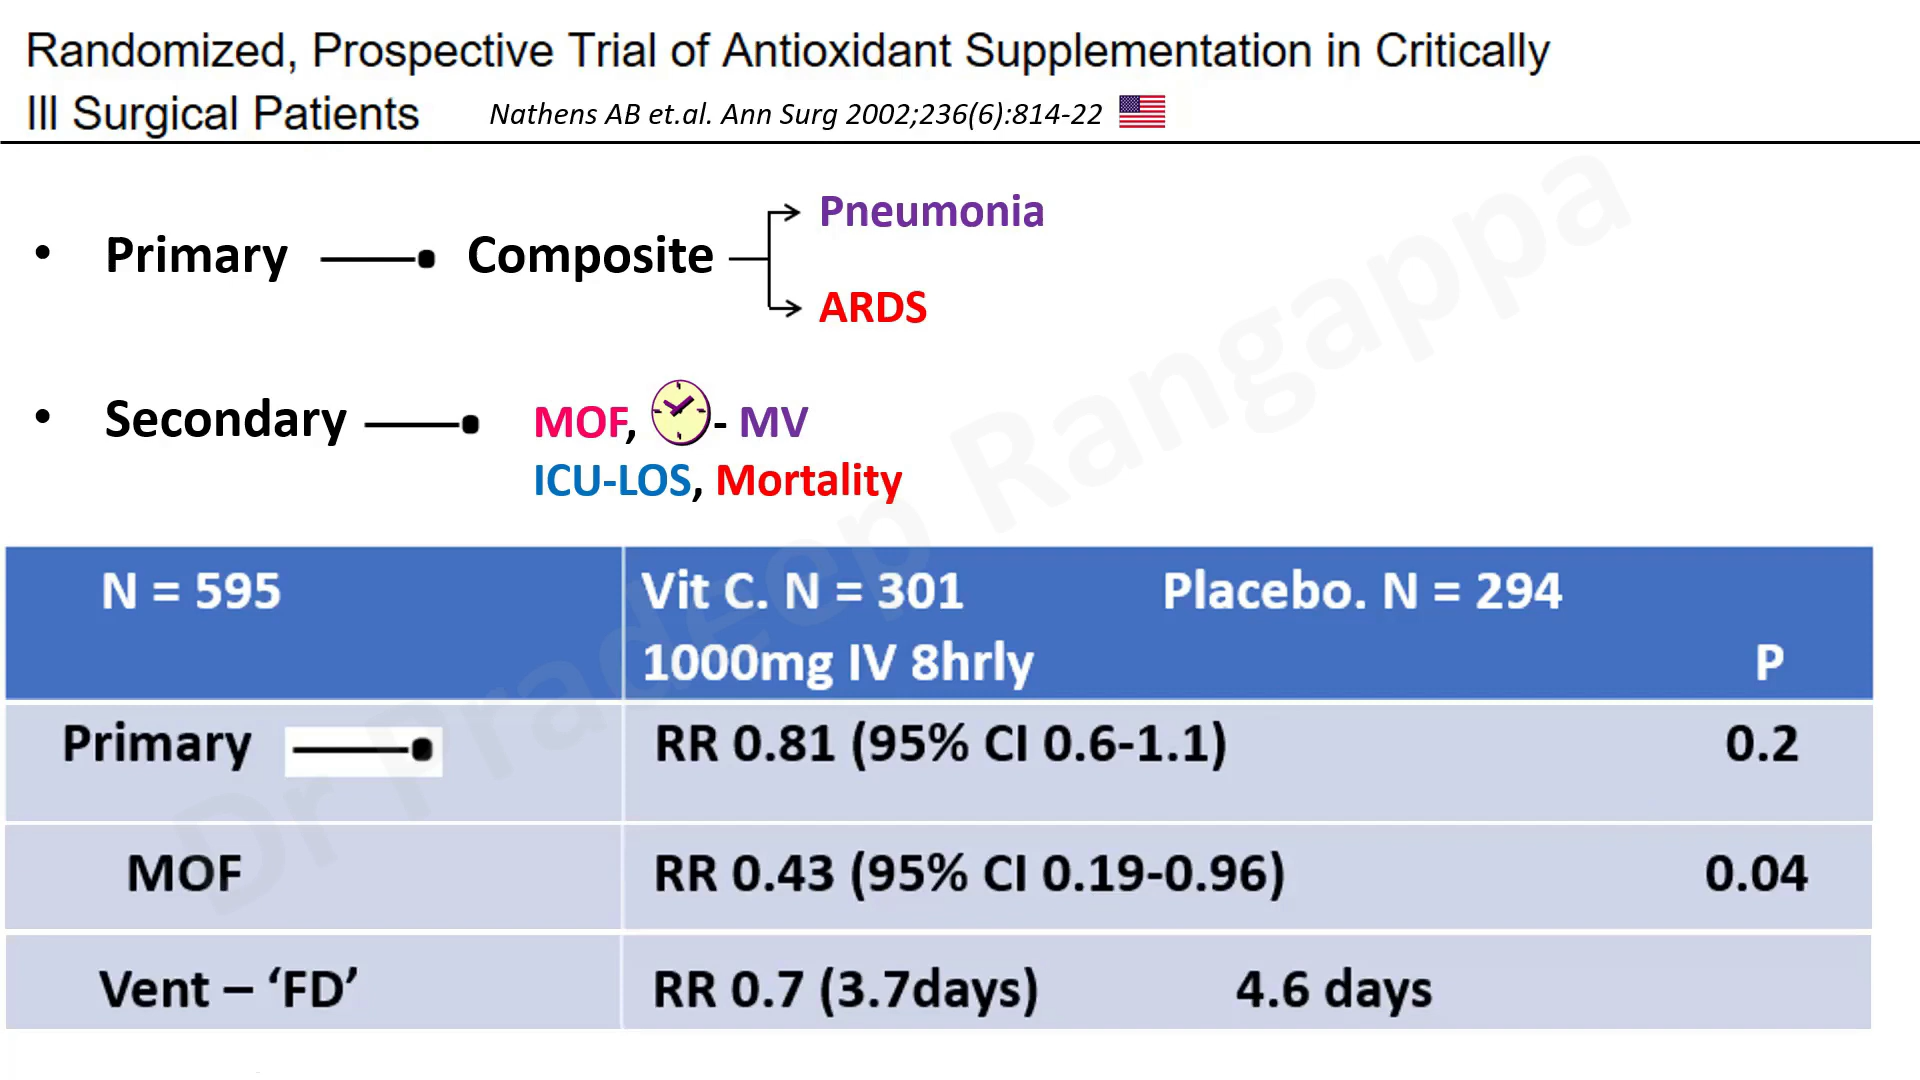 Randomized, Prospective Trial of Antioxidant Supplementation in Critically
Ill Surgical Patients Nathens AB et.al. Ann Surg 2002;236(6):814-22
• Primary Composite
Pneumonia
ARDS
• Secondary MOF, - MV
ICU-LOS, Mortality
N = 595 Vit C. N = 301 Placebo. N = 294
1000mg IV 8hrly P
Primary RR 0.81 (95% CI 0.6-1.1) 0.2
MOF RR 0.43 (95% CI 0.19-0.96) 0.04
Vent – ‘FD’ RR 0.7 (3.7days) 4.6 days
Dr Pradeep Rangappa